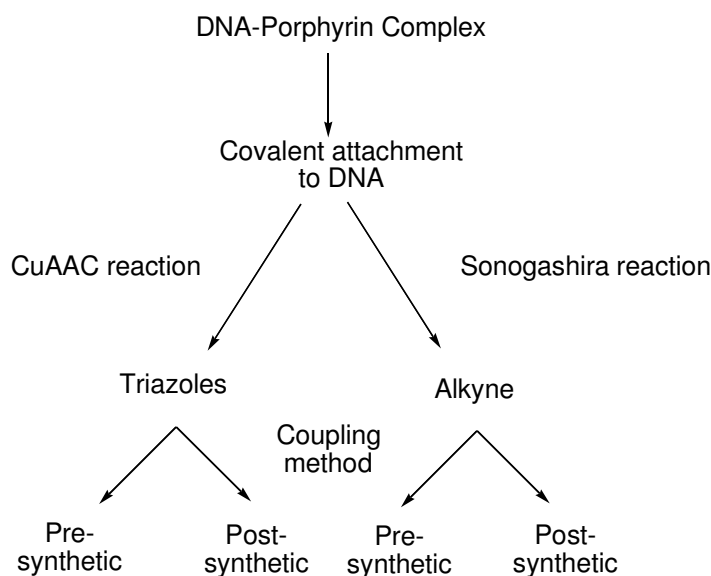 DNA-Porphyrin Complex
Covalent attachment
to DNA
CuAAC reaction
Sonogashira reaction
Triazoles
Alkyne
Coupling
method
Pre-
synthetic
Post-
synthetic
Pre-
synthetic
Post-
synthetic